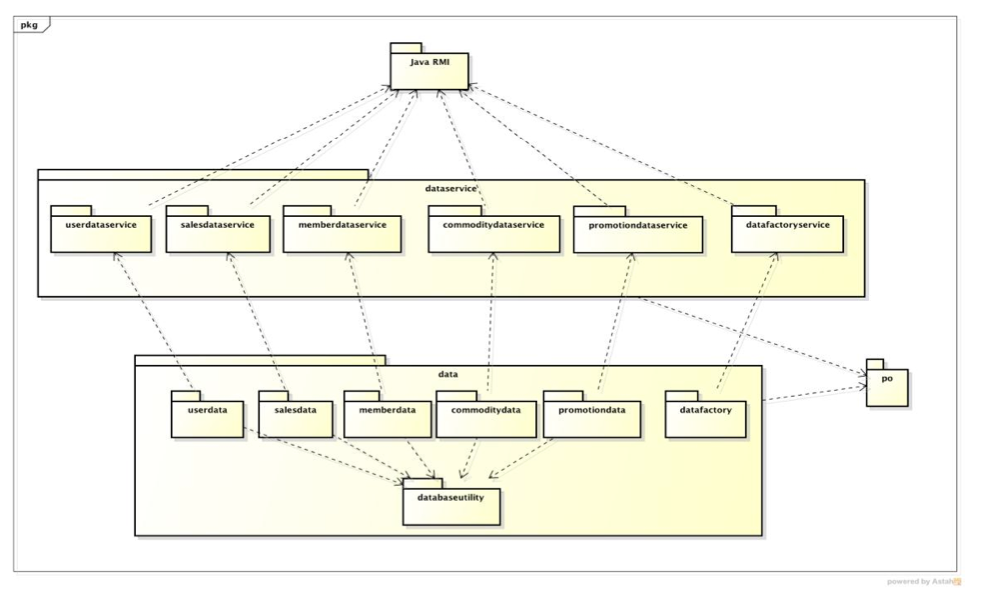 pkg
Java RMI
dataservice
userdataservice
salesdataservice
memberdataservice
commoditydataservice
promotiondataservice
datafactoryservice
data
po
userdata
salesdata
memberdata
commoditydata
promotiondata
datafactory
databaseutility
powered by Astah